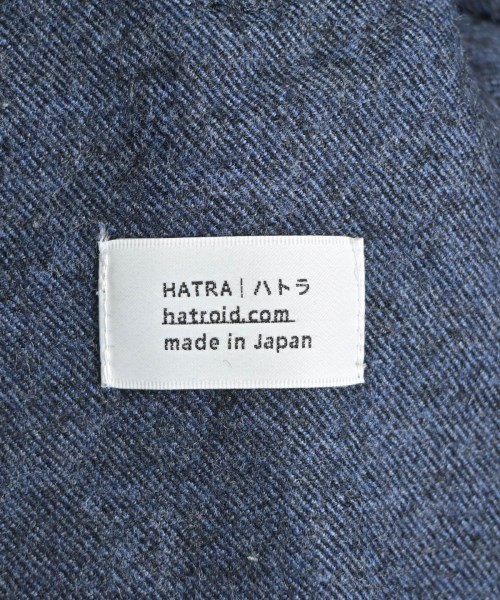 HATRA | ハトラ
hatroid.com
made in Japan